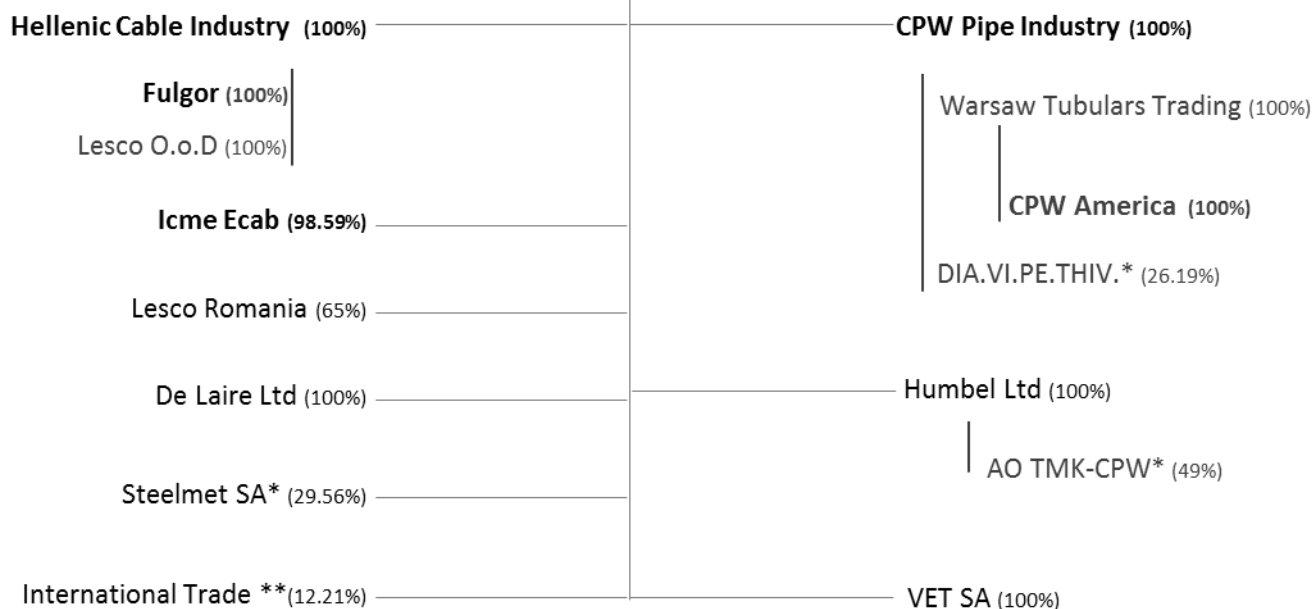 Hellenic Cable Industry (100%)
Fulgor (100%)
Lesco O.o.D (100%)
Icme Ecab (98.59%)
Lesco Romania (65%)
De Laire Ltd (100%)
Steelmet SA* (29.56%)
International Trade **(12.21%)
CPW Pipe Industry (100%)
Warsaw Tubulars Trading (100%)
CPW America (100%)
DIA.VI.PE.THIV.* (26.19%)
Humbel Ltd (100%)
AO TMK-CPW* (49%)
VET SA (100%)